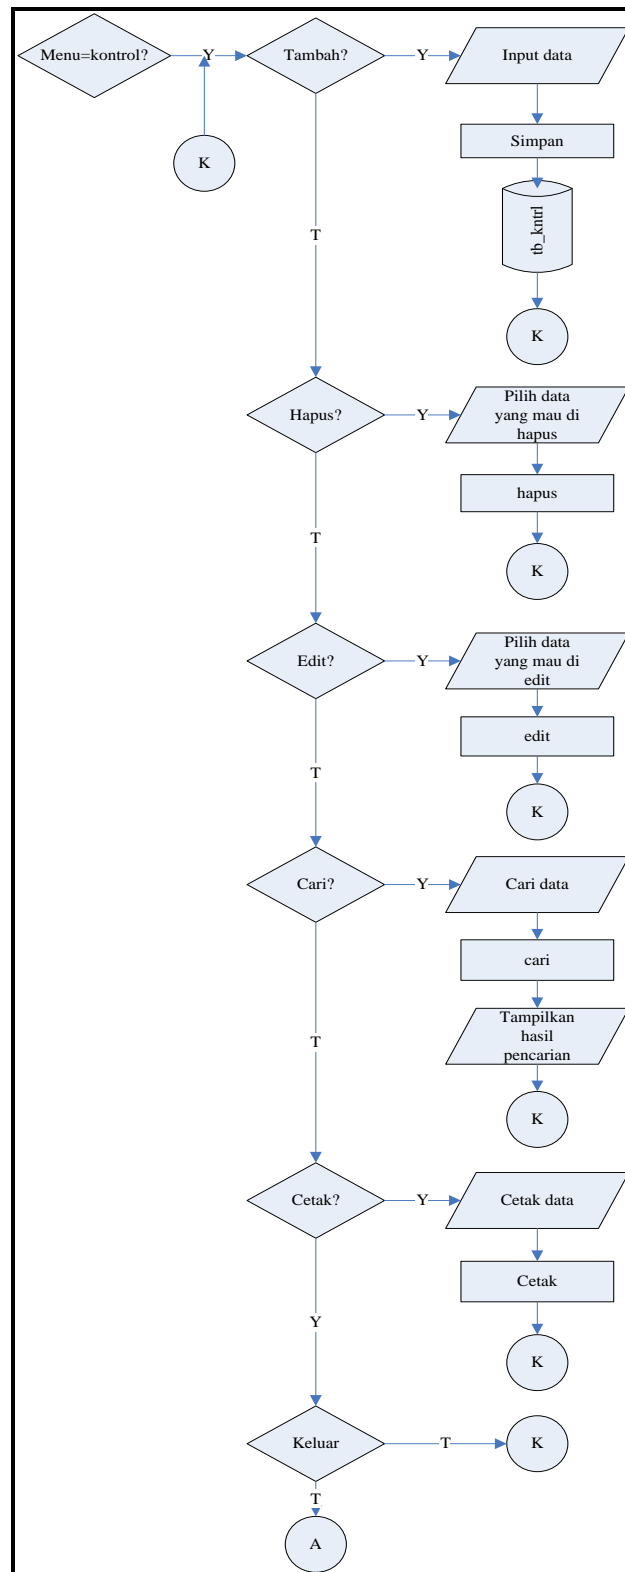 Menu=kontrol?
Y
Tambah?
Y
Input data
K
Simpan
tb_kntrl
T
K
Hapus?
Y
Pilih data
yang mau di
hapus
hapus
T
K
Edit?
Y
Pilih data
yang mau di
edit
edit
T
K
Cari?
Y
Cari data
cari
Tampilkan
hasil
pencarian
T
K
Cetak?
Y
Cetak data
Cetak
Y
K
Keluar
T
K
T
A